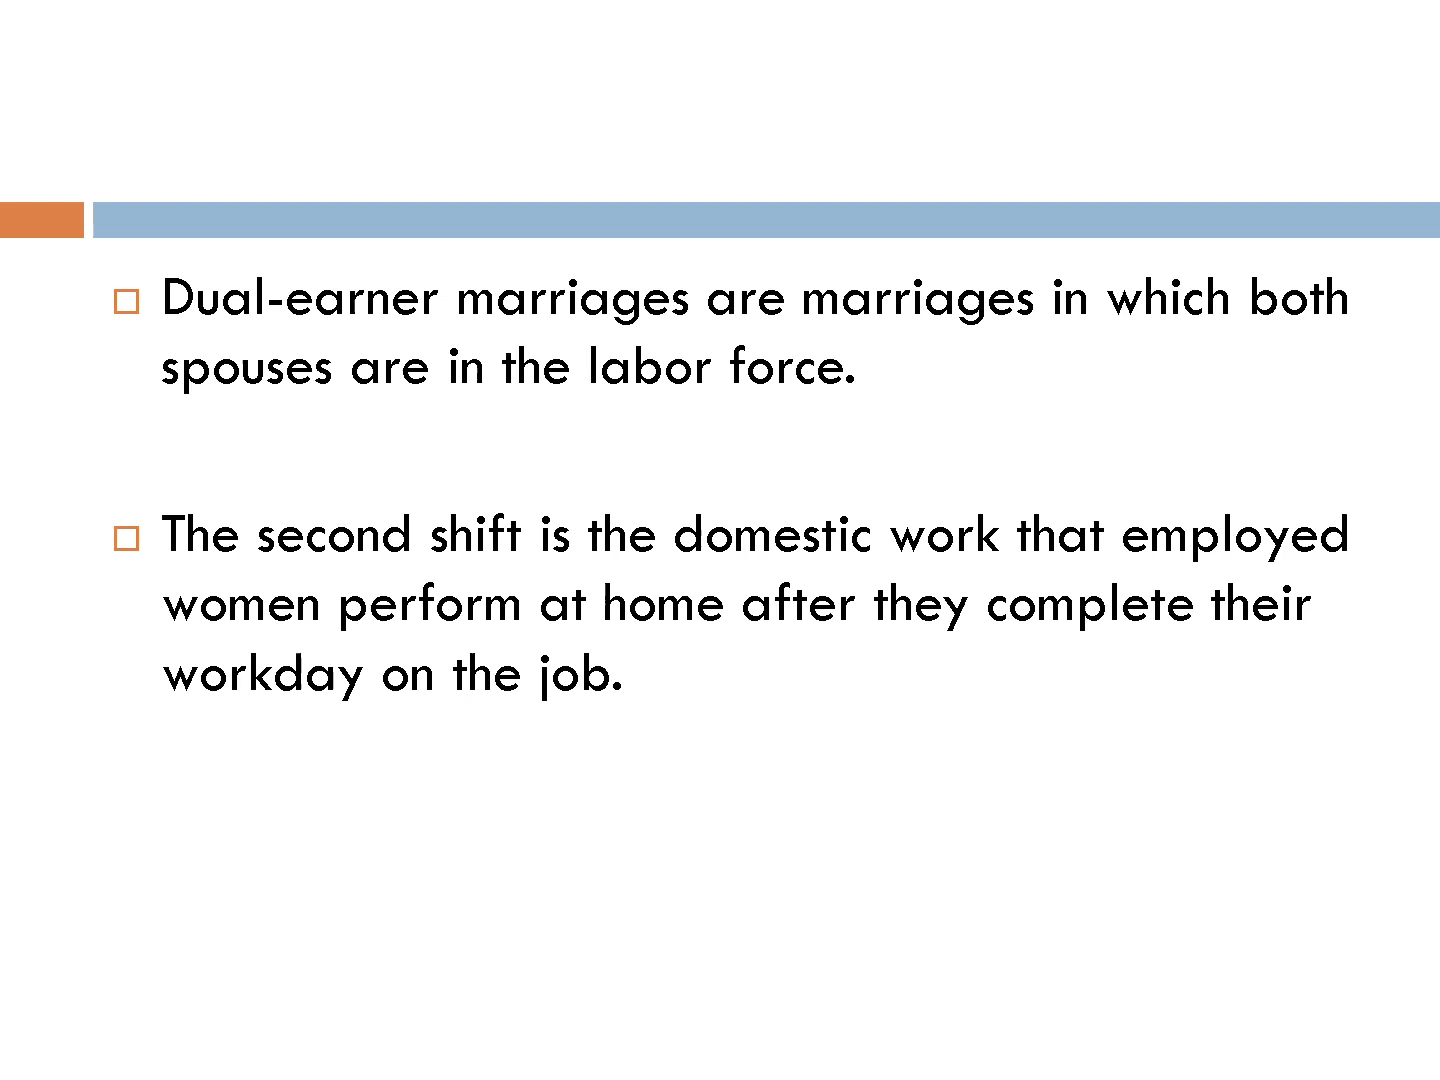 Dual-earner marriages are marriages in which both
spouses are in the labor force.
The second shift is the domestic work that employed
women perform at home after they complete their
workday on the job.